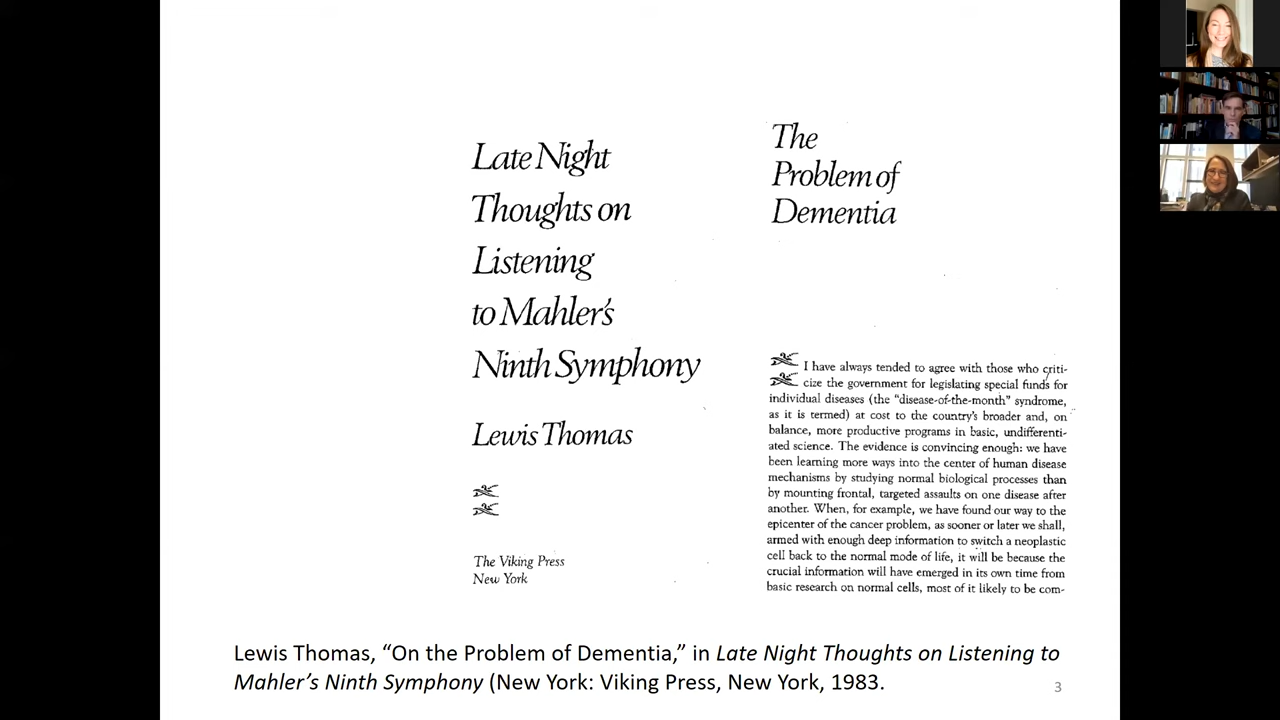 Late Night
Thoughts on
Listening
to Mahler's
Ninth Symphony
Lewis Thomas
The Viking Press
New York
The
Problem of
Dementia
I have always tended to agree with those who criti-
cize the government for legislating special funds for
individual diseases (the "disease-of-the-month" syndrome,
as it is termed) at cost to the country's broader and, on
balance, more productive programs in basic, undifferenti-
ated science. The evidence is convincing enough: we have
been learning more ways into the center of human disease
mechanisms by studying normal biological processes than
by mounting frontal, targeted assaults on one disease after
another. When, for example, we have found our way to the
epicenter of the cancer problem, as sooner or later we shall,
armed with enough deep information to switch a neoplastic
cell back to the normal mode of life, it will be because the
crucial information will have emerged in its own time from
basic research on normal cells, most of it likely to be com-
Lewis Thomas, “On the Problem of Dementia,” in Late Night Thoughts on Listening to
Mahler’s Ninth Symphony (New York: Viking Press, New York, 1983.
3